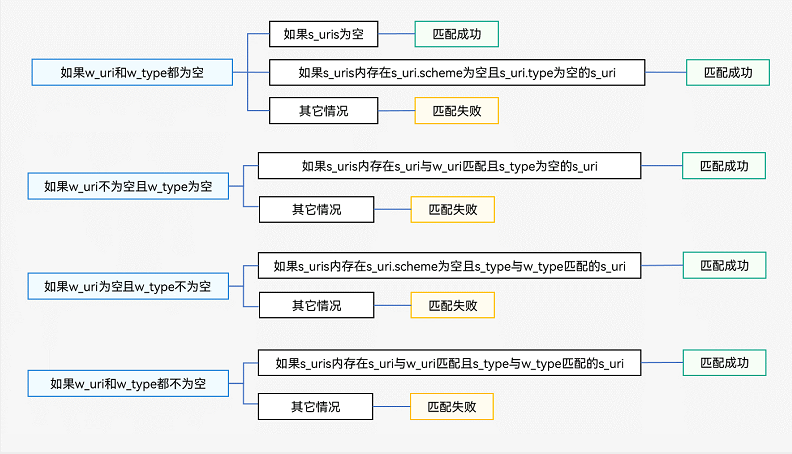 如果s_uris为空
匹配成功
如果w_uri和w_type都为空
如果s_uris内存在s_uri.scheme为空且s_uri.type为空的s_uri
匹配成功
其它情况
匹配失败
如果s_uris内存在s_uri与w_uri匹配且s_type为空的s_uri
匹配成功
如果w_uri不为空且w_type为空
其它情况
匹配失败
如果s_uris内存在s_uri.scheme为空且s_type与w_type匹配的s_uri
匹配成功
如果w_uri为空且w_type不为空
其它情况
匹配失败
如果s_uris内存在s_uri与w_uri匹配且s_type与w_type匹配的s_uri
匹配成功
如果w_uri和w_type都不为空
其它情况
匹配失败